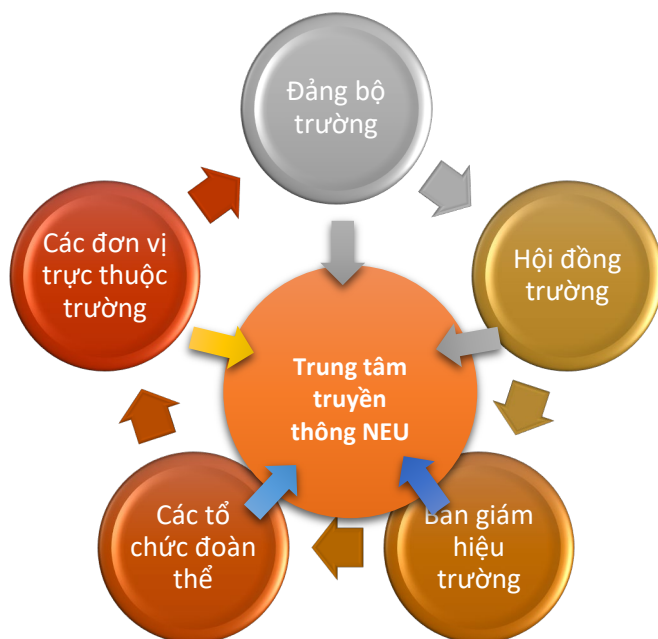 Đảng bộ
trường
Hội đồng
trường
Ban giám
hiệu
trường
Các tổ
chức đoàn
thể
Các đơn vị
trực thuộc
trường
Trung tâm
truyền
thông NEU